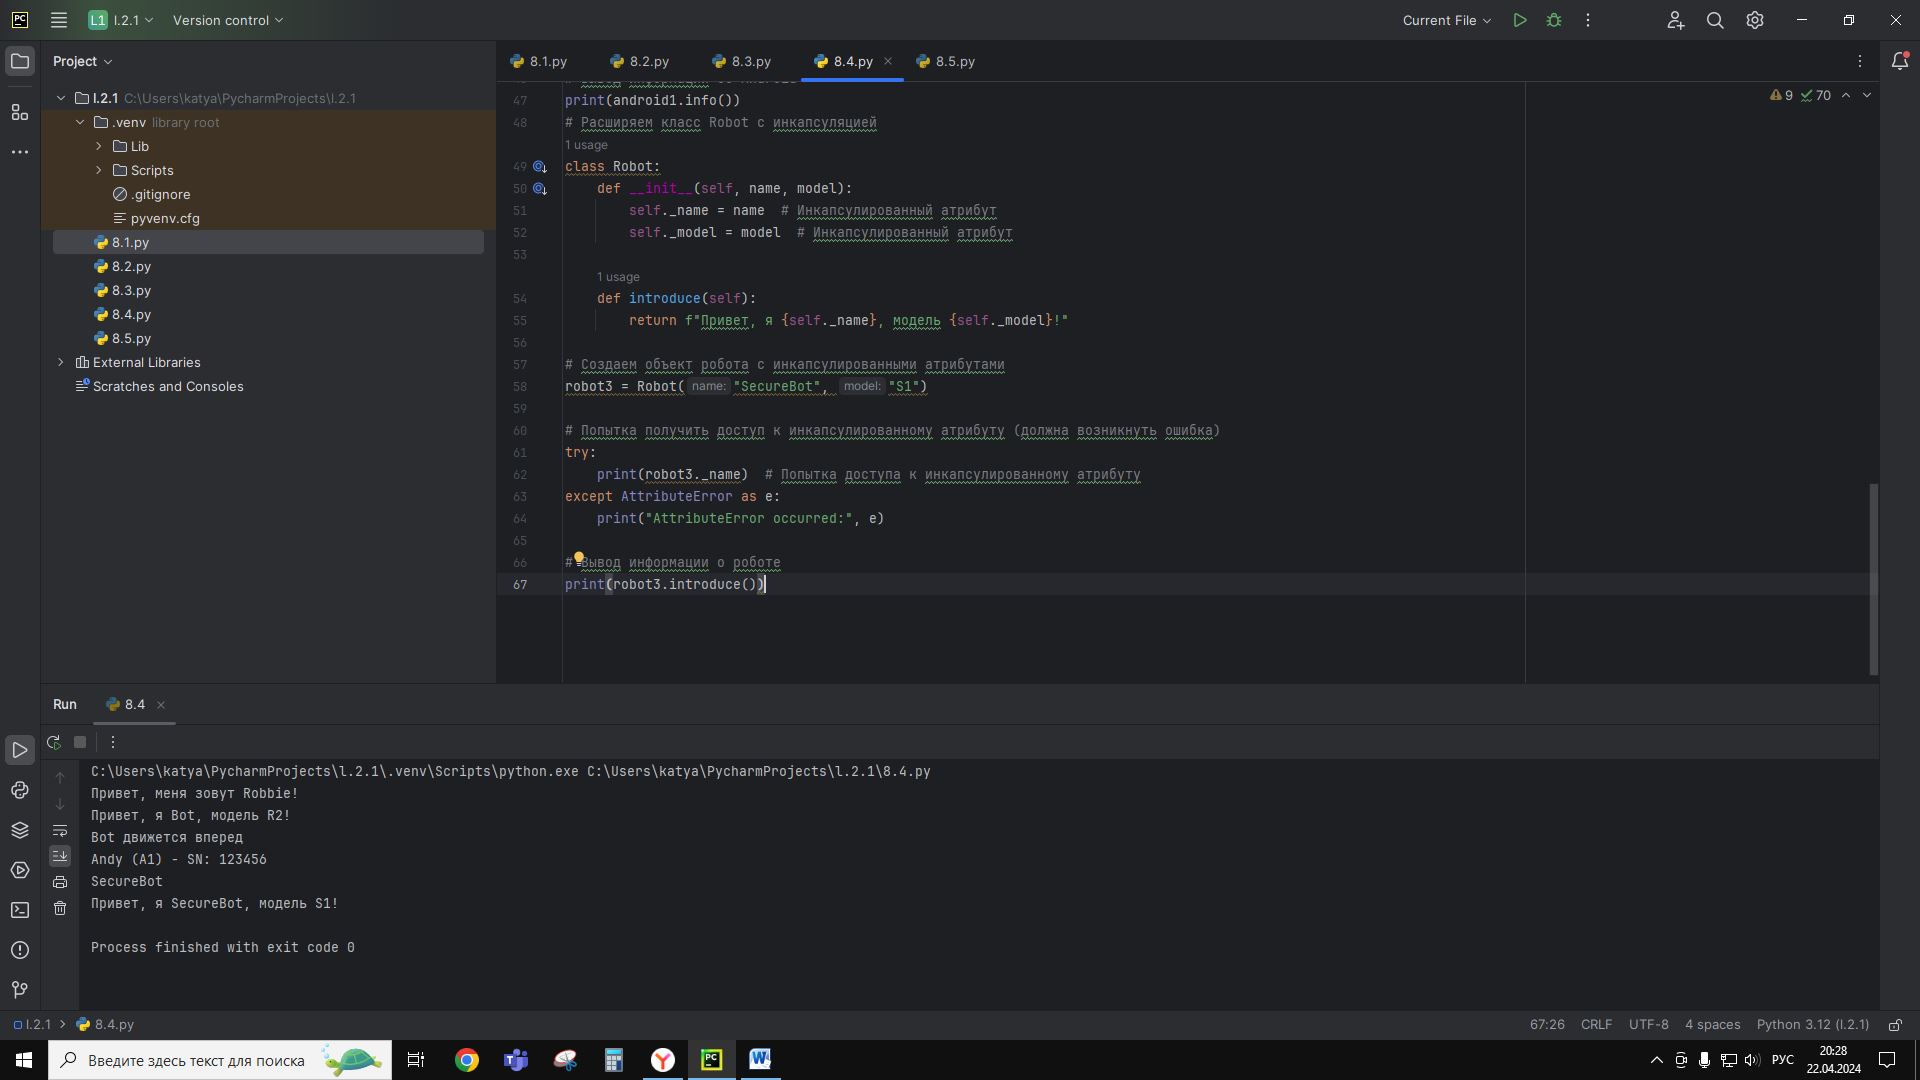 PC L1 l.2.1 Version control Current File
Project
8.1.py 8.2.py 8.3.py 8.4.py 8.5.py
l.2.1 C:\Users\katya\PycharmProjects\l.2.1
.venv library root
Lib
Scripts
.gitignore
pyvenv.cfg
8.1.py
8.2.py
8.3.py
8.4.py
8.5.py
External Libraries
Scratches and Consoles
9 70
47 print(android1.info())
48 # Расширяем класс Robot с инкапсуляцией
1 usage
49 class Robot:
50 def __init__(self, name, model):
51 self._name = name # Инкапсулированный атрибут
52 self._model = model # Инкапсулированный атрибут
53
1 usage
54 def introduce(self):
55 return f"Привет, я {self._name}, модель {self._model}!"
56
57 # Создаем объект робота с инкапсулированными атрибутами
58 robot3 = Robot( name: "SecureBot", model: "S1")
59
60 # Попытка получить доступ к инкапсулированному атрибуту (должна возникнуть ошибка)
61 try:
62 print(robot3._name) # Попытка доступа к инкапсулированному атрибуту
63 except AttributeError as e:
64 print("AttributeError occurred:", e)
65
66 # Вывод информации о роботе
67 print(robot3.introduce())
Run 8.4
C:\Users\katya\PycharmProjects\l.2.1\.venv\Scripts\python.exe C:\Users\katya\PycharmProjects\l.2.1\8.4.py
Привет, меня зовут Robbie!
Привет, я Bot, модель R2!
Bot движется вперед
Andy (A1) - SN: 123456
SecureBot
Привет, я SecureBot, модель S1!
Process finished with exit code 0
l.2.1 8.4.py 67:26 CRLF UTF-8 4 spaces Python 3.12 (l.2.1)
Введите здесь текст для поиска
РУС
20:28
22.04.2024